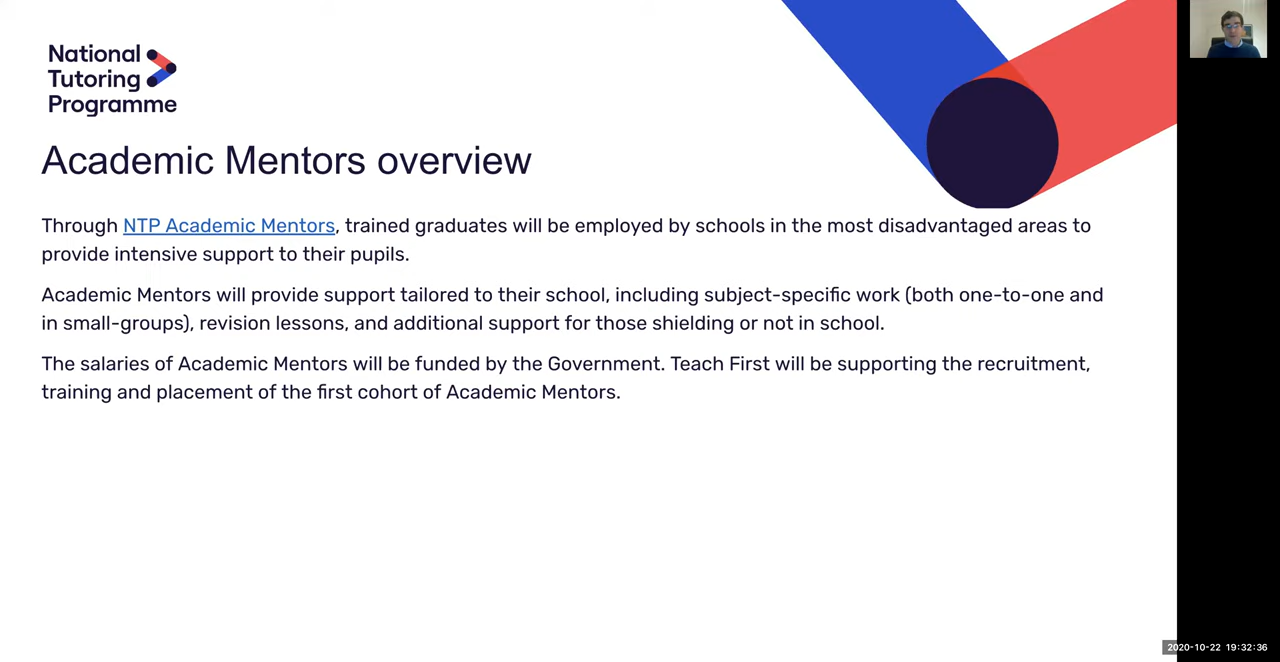 National
Tutoring
Programme
Academic Mentors overview
Through NTP Academic Mentors, trained graduates will be employed by schools in the most disadvantaged areas to
provide intensive support to their pupils.
Academic Mentors will provide support tailored to their school, including subject-specific work (both one-to-one and
in small-groups), revision lessons, and additional support for those shielding or not in school.
The salaries of Academic Mentors will be funded by the Government. Teach First will be supporting the recruitment,
training and placement of the first cohort of Academic Mentors.
2020-10-22 19:32:36